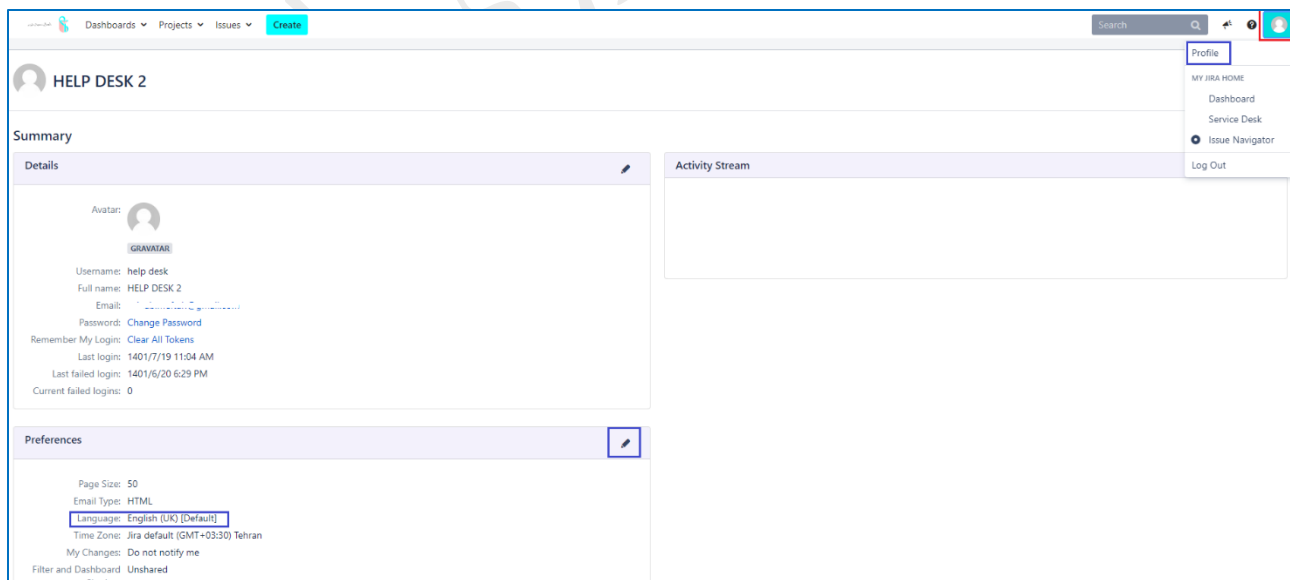 Dashboards Projects Issues Create Search
Profile
HELP DESK 2
MY JIRA HOME
Dashboard
Service Desk
Issue Navigator
Log Out
Summary
Details
Avatar:
GRAVATAR
Username: help desk
Full name: HELP DESK 2
Email:
Password: Change Password
Remember My Login: Clear All Tokens
Last login: 1401/7/19 11:04 AM
Last failed login: 1401/6/20 6:29 PM
Current failed logins: 0
Activity Stream
Preferences
Page Size: 50
Email Type: HTML
Language: English (UK) [Default]
Time Zone: Jira default (GMT+03:30) Tehran
My Changes: Do not notify me
Filter and Dashboard Unshared